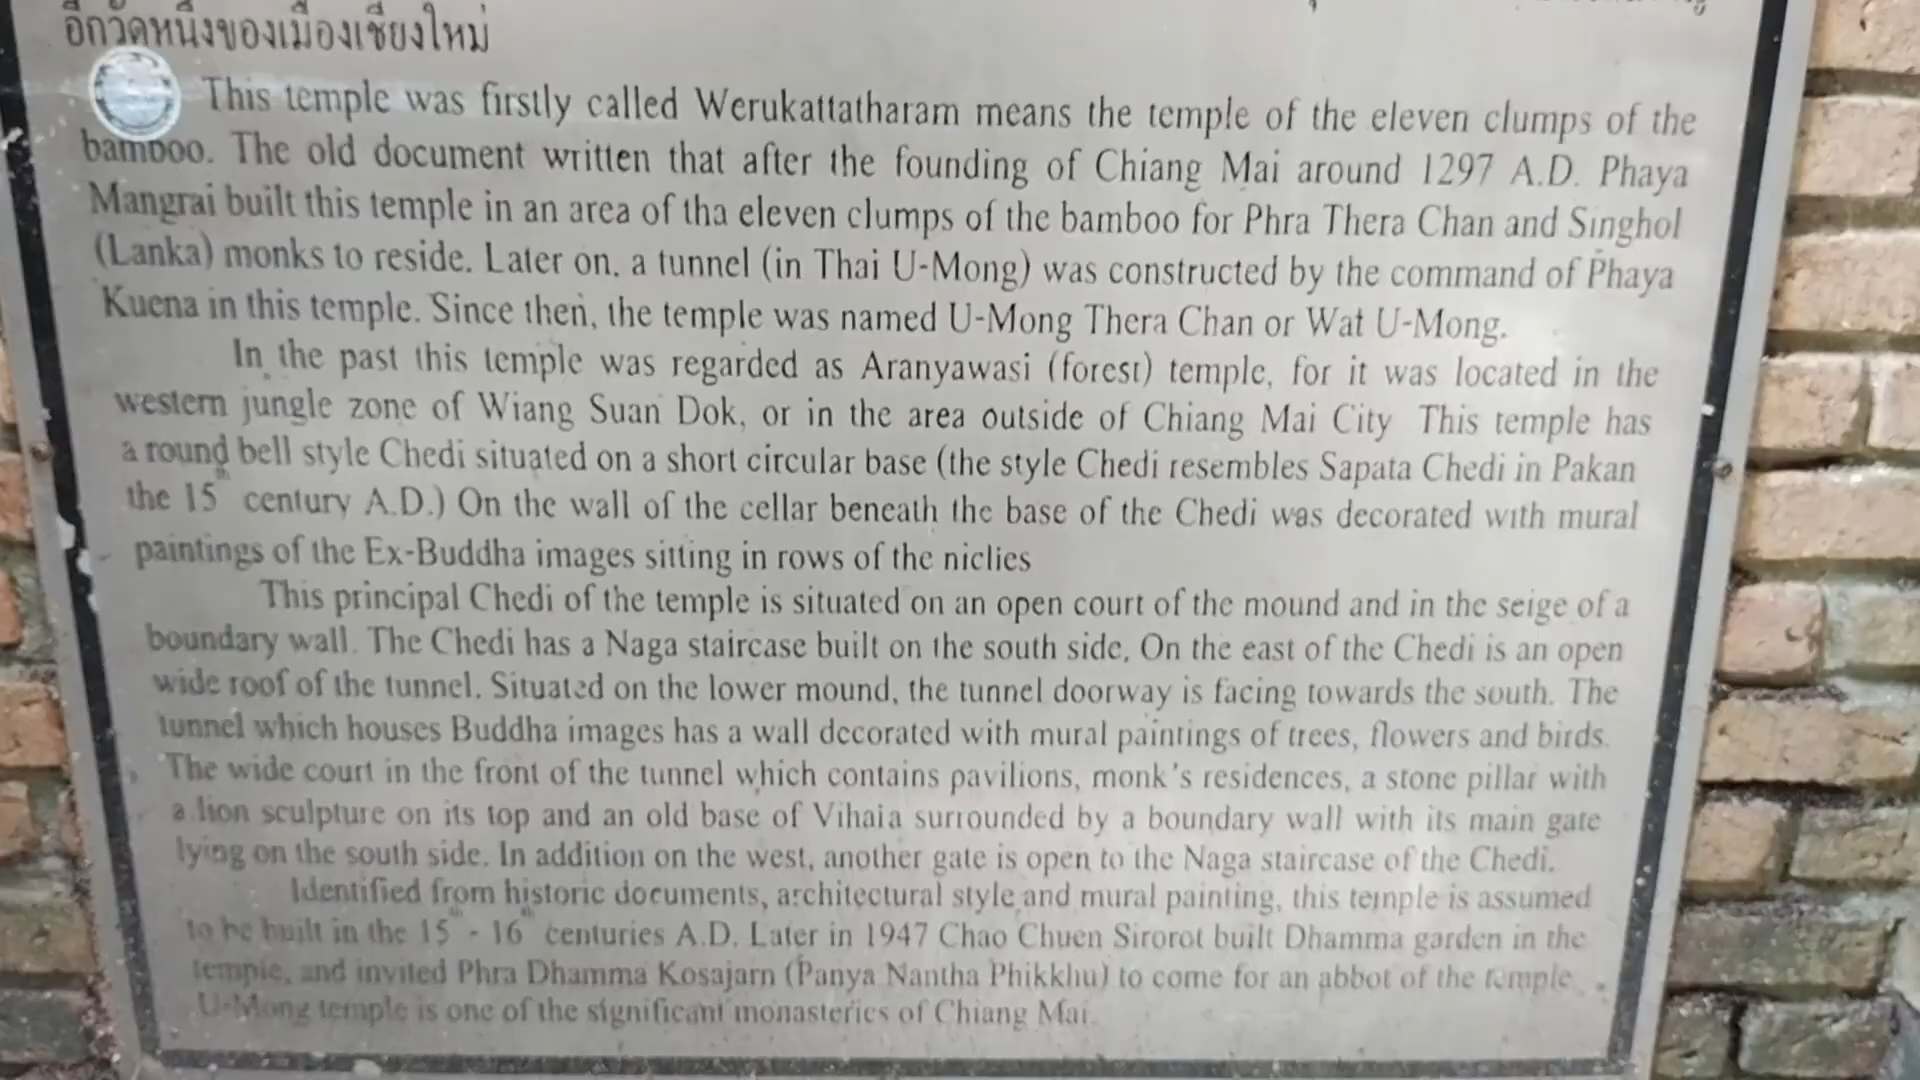 อีกวัดหนึ่งของเมืองเชียงใหม่
This temple was firstly called Werukattatharam means the temple of the eleven clumps of the
bamboo. The old document written that after the founding of Chiang Mai around 1297 A.D. Phaya
Mangrai built this temple in an area of tha eleven clumps of the bamboo for Phra Thera Chan and Singhol
(Lanka) monks to reside. Later on, a tunnel (in Thai U-Mong) was constructed by the command of Phaya
Kuena in this temple. Since then, the temple was named U-Mong Thera Chan or Wat U-Mong.
In the past this temple was regarded as Aranyawasi (forest) temple, for it was located in the
western jungle zone of Wiang Suan Dok, or in the area outside of Chiang Mai City This temple has
a round bell style Chedi situated on a short circular base (the style Chedi resembles Sapata Chedi in Pakan
the 15th century A.D.) On the wall of the cellar beneath the base of the Chedi was decorated with mural
paintings of the Ex-Buddha images sitting in rows of the niclies
This principal Chedi of the temple is situated on an open court of the mound and in the seige of a
boundary wall. The Chedi has a Naga staircase built on the south side, On the east of the Chedi is an open
wide roof of the tunnel. Situated on the lower mound, the tunnel doorway is facing towards the south. The
tunnel which houses Buddha images has a wall decorated with mural paintings of trees, flowers and birds.
The wide court in the front of the tunnel which contains pavilions, monk's residences, a stone pillar with
a lion sculpture on its top and an old base of Vihaia surrounded by a boundary wall with its main gate
lying on the south side. In addition on the west, another gate is open to the Naga staircase of the Chedi.
Identified from historic documents, architectural style and mural painting, this temple is assumed
to be built in the 15th - 16th centuries A.D. Later in 1947 Chao Chuen Sirorot built Dhamma garden in the
temple, and invited Phra Dhamma Kosajarn (Panya Nantha Phikkhu) to come for an abbot of the temple.
U-Mong temple is one of the significant monasteries of Chiang Mai.